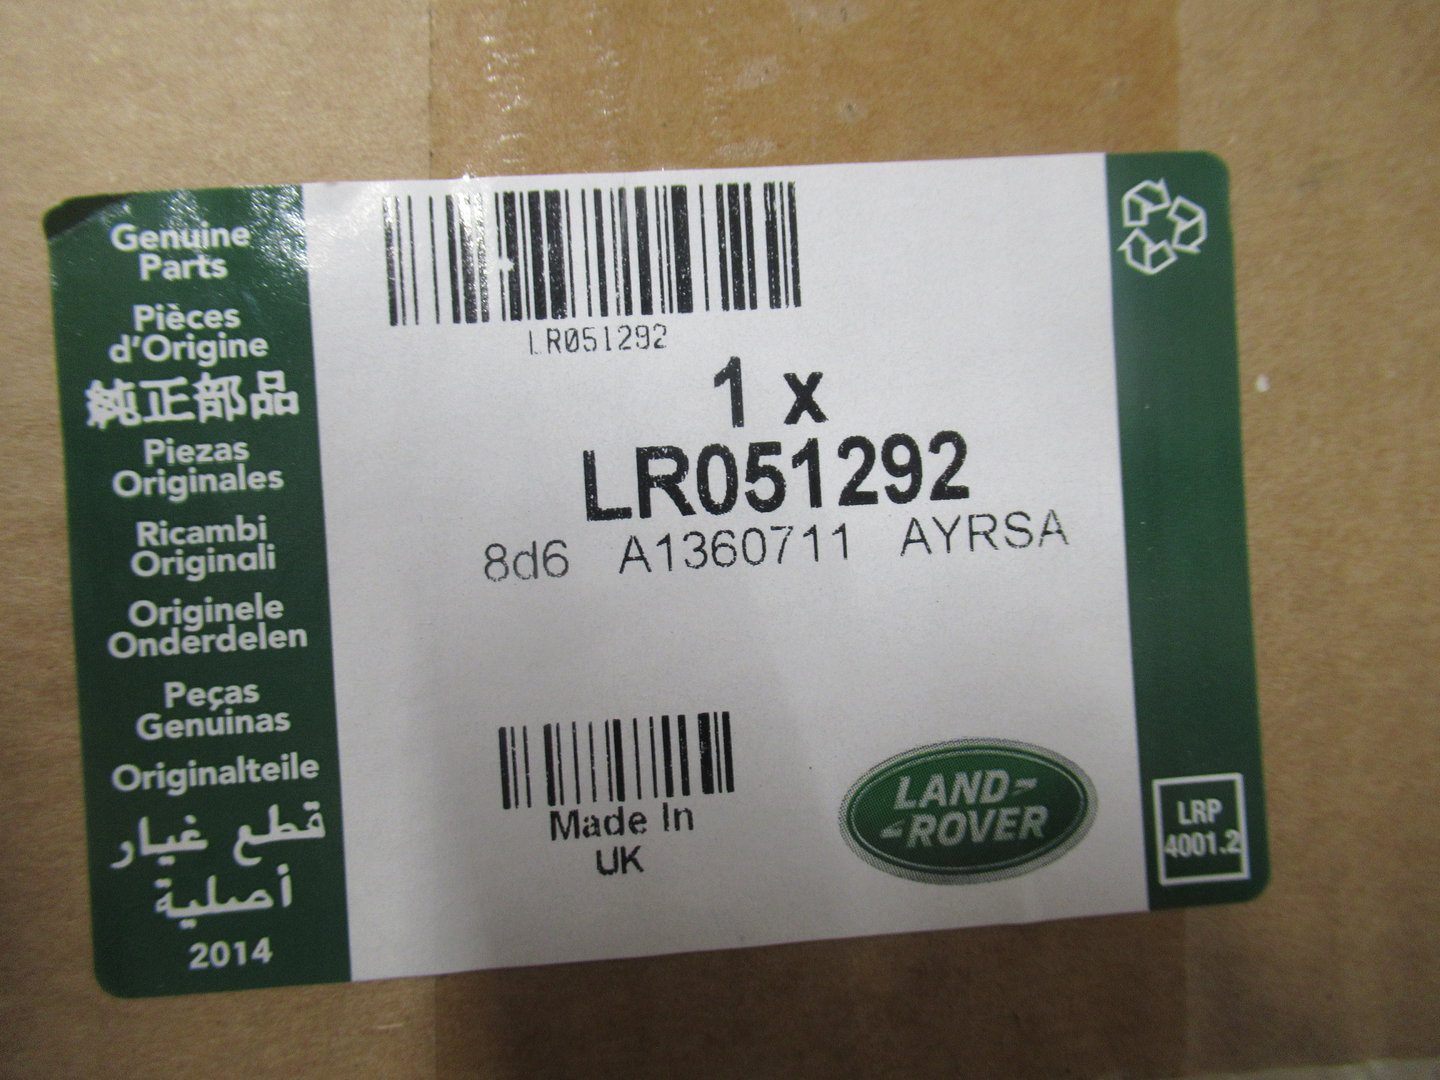 Genuine
Parts
Pièces
d'Origine
純正部品
Piezas
Originales
Ricambi
Originali
Originele
Onderdelen
Peças
Genuinas
Originalteile
قطع غيار
أصلية
2014
LR051292
1 x
LR051292
8d6 A1360711 AYRSA
Made In
UK
LAND-
-ROVER
LRP
4001.2